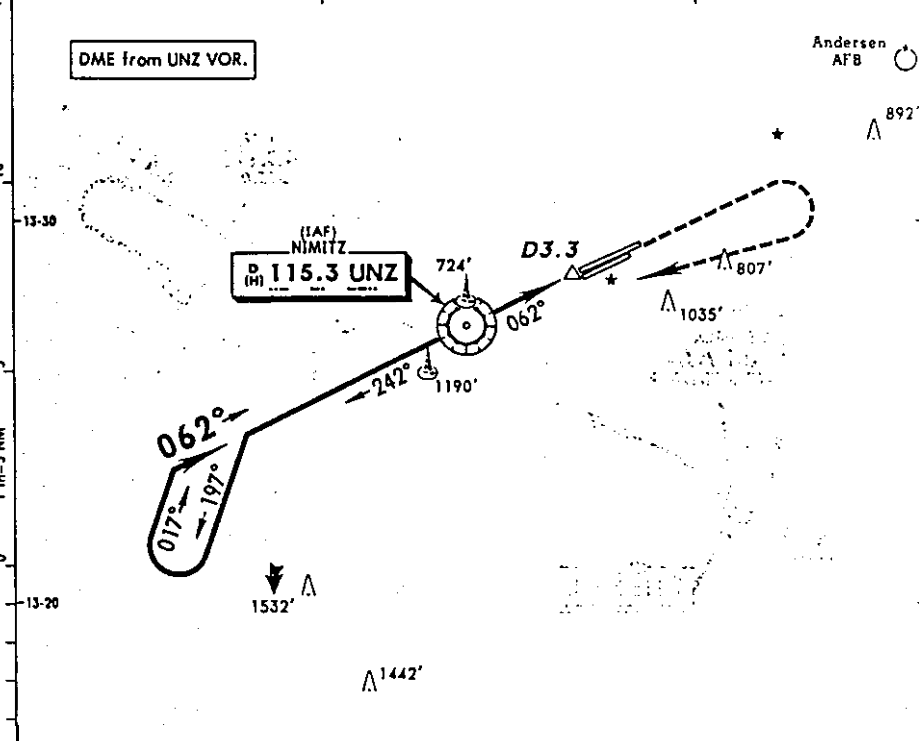 DME from UNZ VOR.
Andersen
AFB
892'
13-30
(IAF)
NIMITZ
D
(H) 115.3 UNZ
724'
D3.3
807'
1035'
062°
242°
1190'
062°
017°
197°
13-20
1532'
1442'